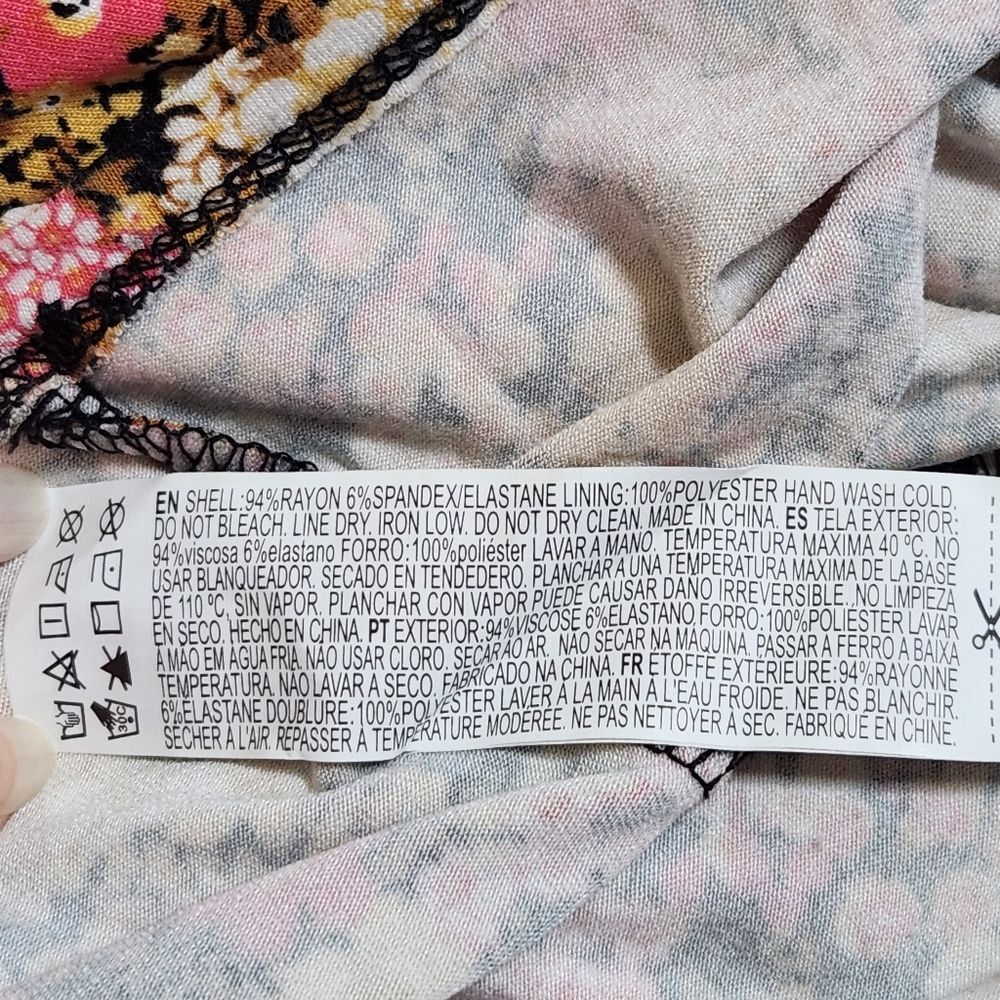 EN SHELL:94%RAYON 6%SPANDEX/ELASTANE LINING:100%POLYESTER HAND WASH COLD.
DO NOT BLEACH. LINE DRY. IRON LOW. DO NOT DRY CLEAN. MADE IN CHINA. ES TELA EXTERIOR:
94%viscosa 6%elastano FORRO:100%poliéster LAVAR A MANO. TEMPERATURA MAXIMA 40 ºC. NO
USAR BLANQUEADOR. SECADO EN TENDEDERO. PLANCHAR A UNA TEMPERATURA MAXIMA DE LA BASE
DE 110 ºC, SIN VAPOR. PLANCHAR CON VAPOR PUEDE CAUSAR DANO IRREVERSIBLE. NO LIMPIEZA
EN SECO. HECHO EN CHINA. PT EXTERIOR:94%VISCOSE 6%ELASTANO FORRO:100%POLIÉSTER LAVAR
A MÃO EM ÁGUA FRIA. NÃO USAR CLORO. SECAR AO AR. NÃO SECAR NA MÁQUINA. PASSAR A FERRO A BAIXA
TEMPERATURA. NÃO LAVAR A SECO. FABRICADO NA CHINA. FR ETOFFE EXTÉRIEURE:94%RAYONNE
6%ÉLASTANE DOUBLURE:100%POLYESTER LAVER À LA MAIN À L'EAU FROIDE. NE PAS BLANCHIR.
SÉCHER À L'AIR. REPASSER À TEMPÉRATURE MODÉRÉE. NE PAS NETTOYER À SEC. FABRIQUÉ EN CHINE.
30C